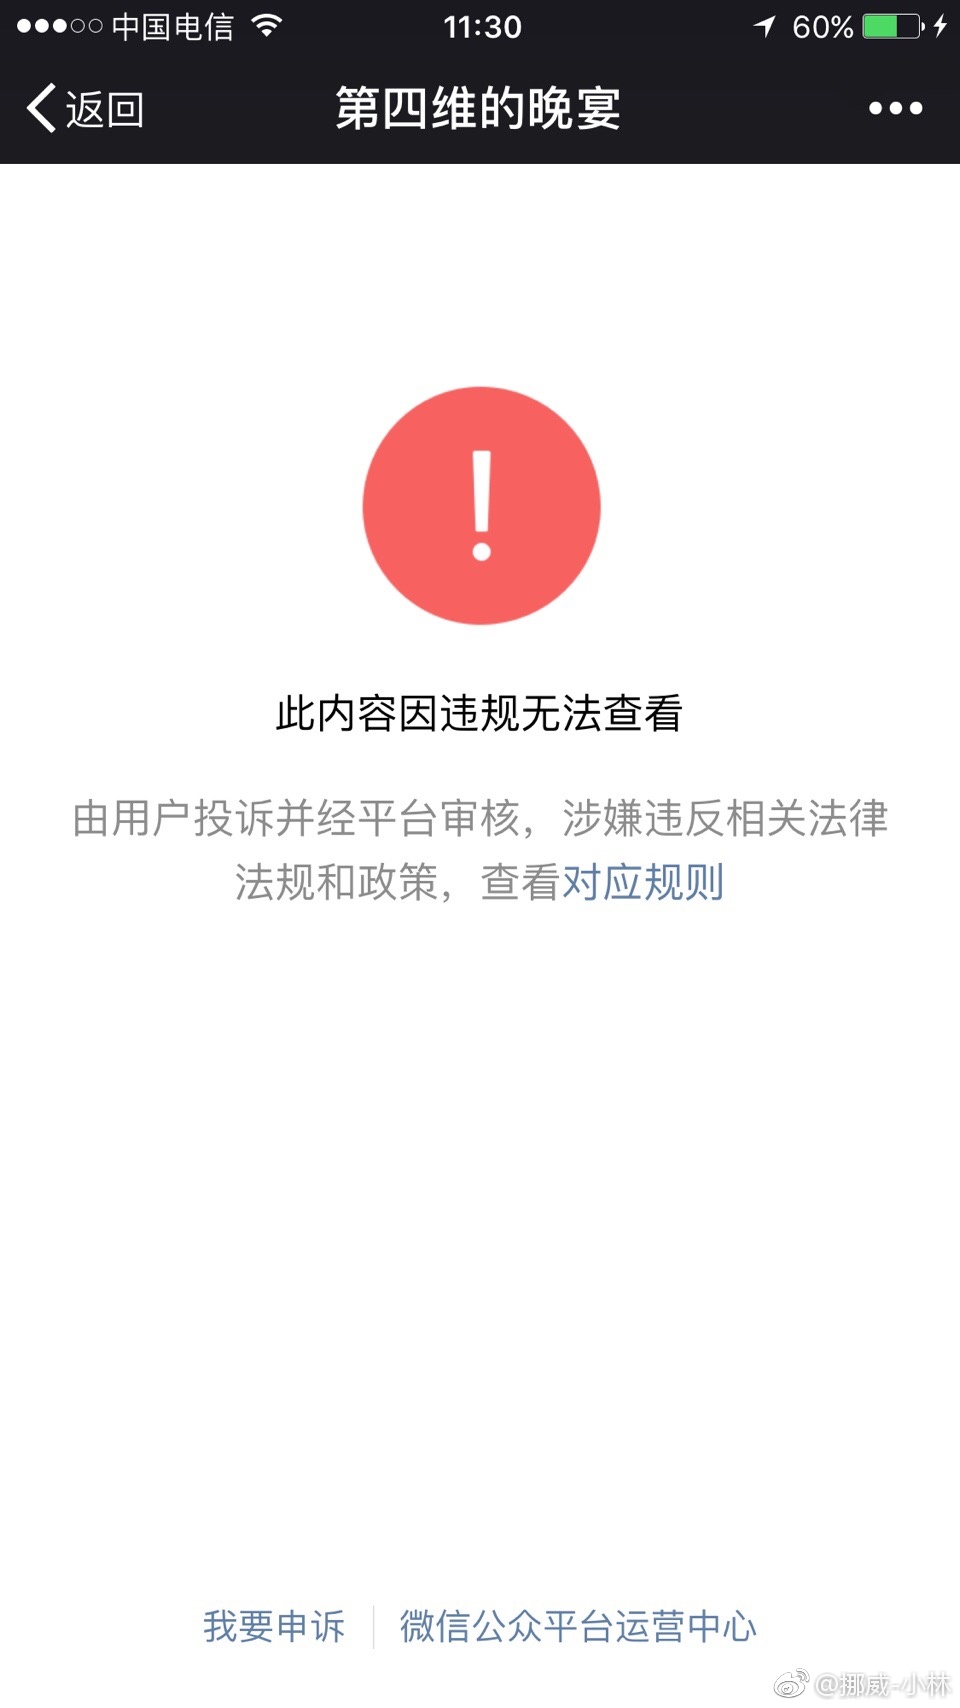 中国电信 11:30 60%
返回 第四维的晚宴
此内容因违规无法查看
由用户投诉并经平台审核，涉嫌违反相关法律
法规和政策，查看对应规则
我要申诉 微信公众平台运营中心
@挪威-小林